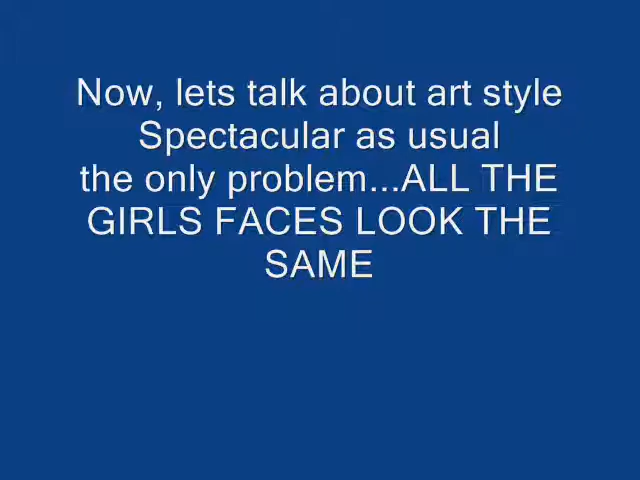 Now, lets talk about art style
Spectacular as usual
the only problem...ALL THE
GIRLS FACES LOOK THE
SAME